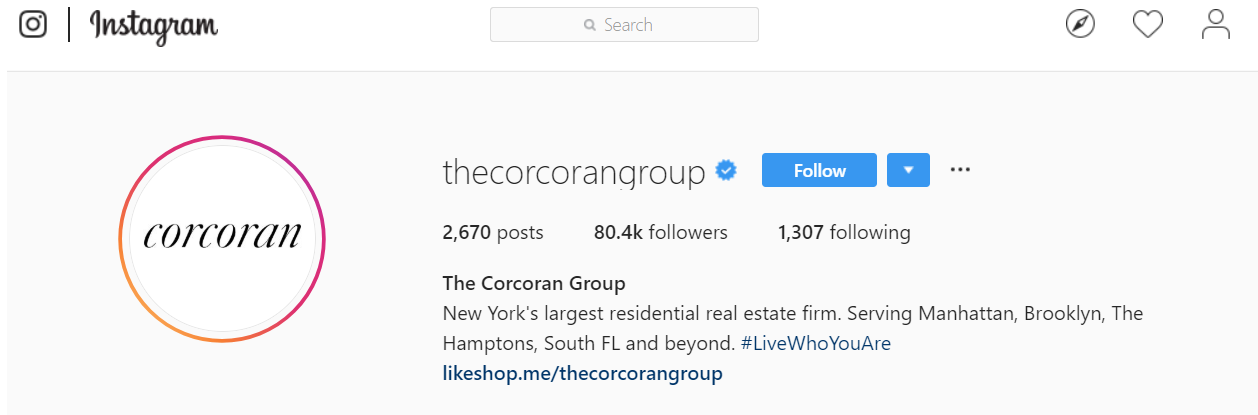 Instagram
Search
corcoran
thecorcorangroup
Follow
2,670 posts 80.4k followers 1,307 following
The Corcoran Group
New York's largest residential real estate firm. Serving Manhattan, Brooklyn, The
Hamptons, South FL and beyond. #LiveWhoYouAre
likeshop.me/thecorcorangroup